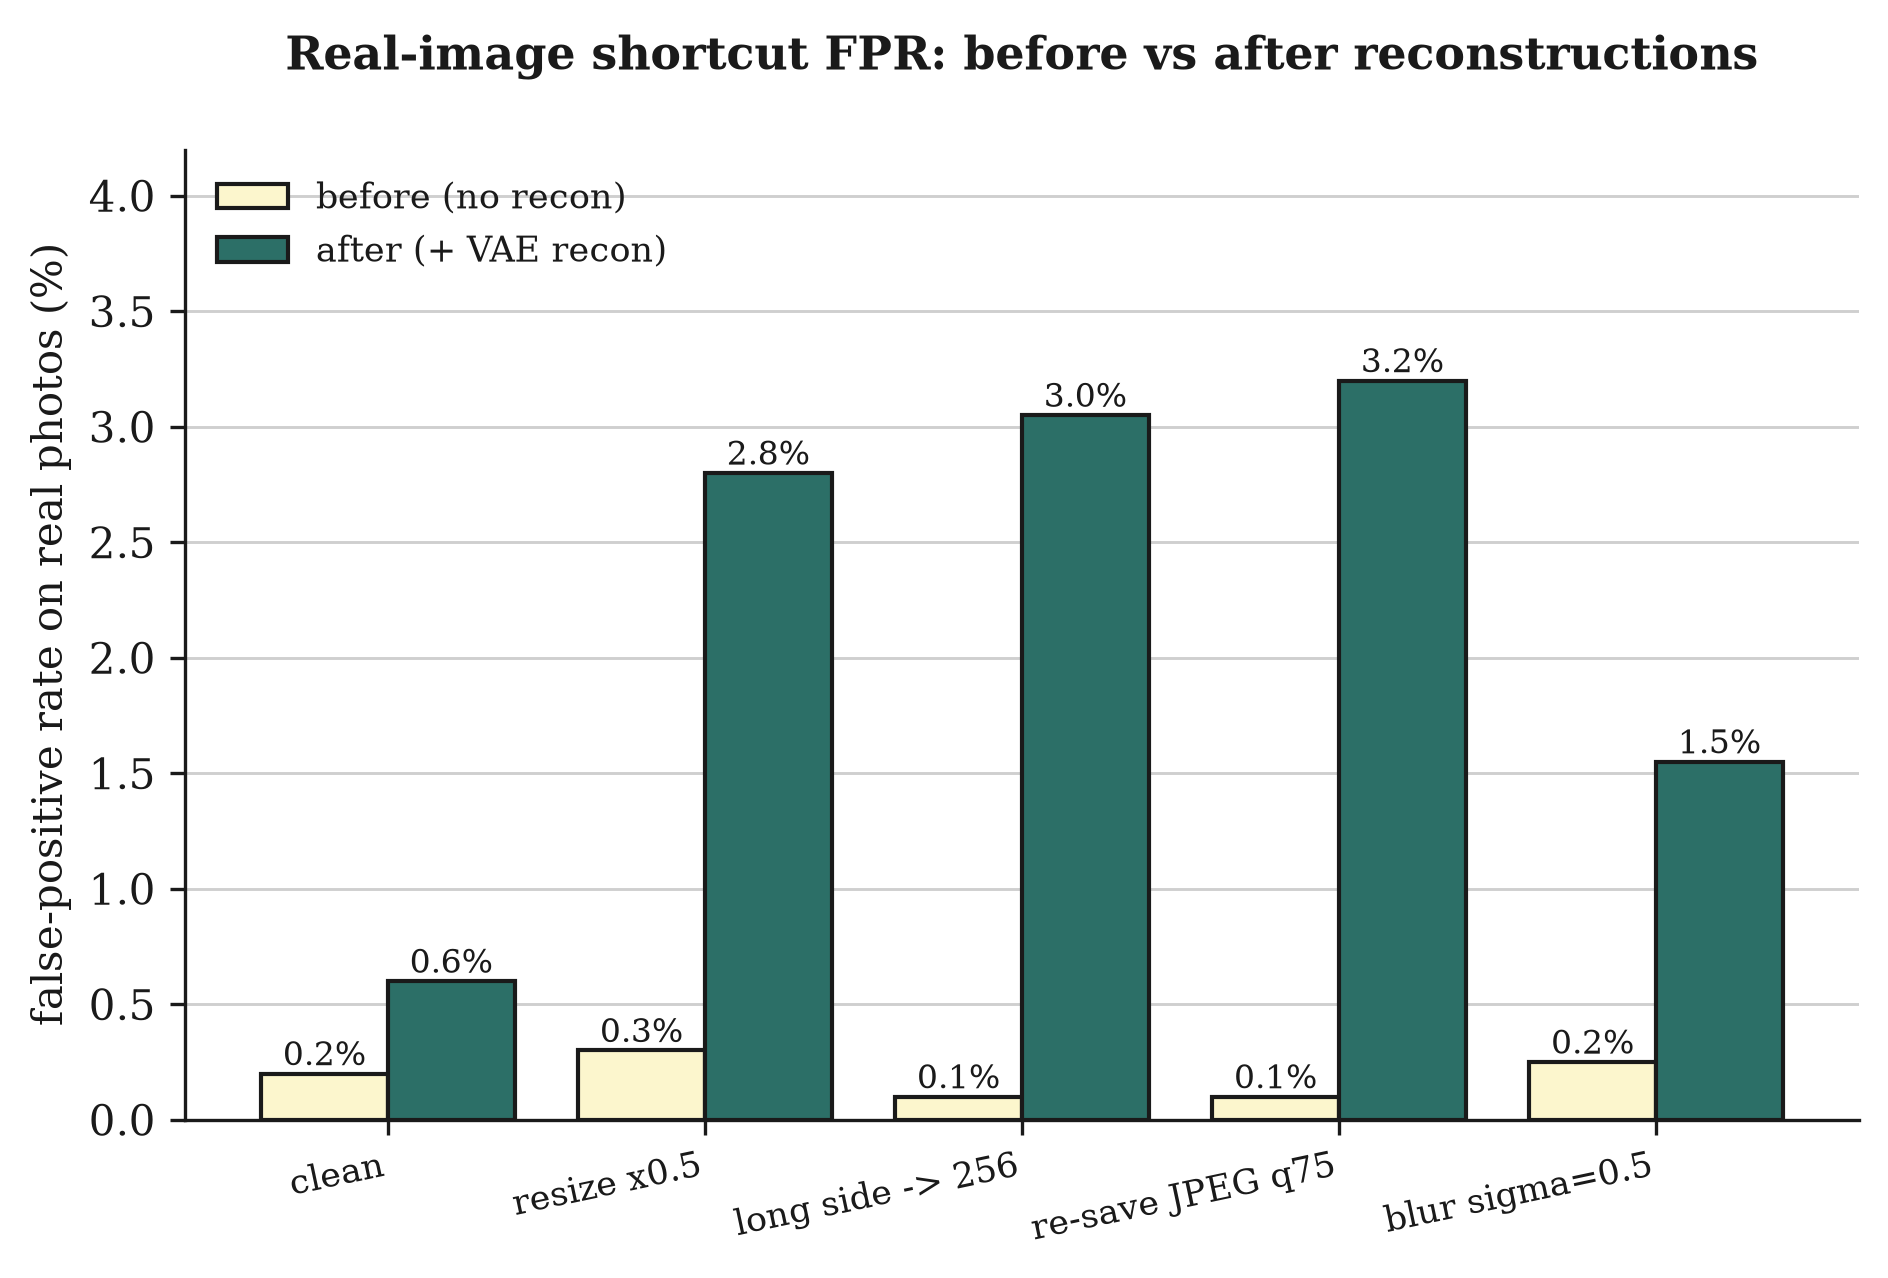 Real-image shortcut FPR: before vs after reconstructions
before (no recon)
after (+ VAE recon)
false-positive rate on real photos (%)
4.0
3.5
3.0
2.5
2.0
1.5
1.0
0.5
0.0
0.2%
0.6%
0.3%
2.8%
0.1%
3.0%
0.1%
3.2%
0.2%
1.5%
clean
resize x0.5
long side -> 256
re-save JPEG q75
blur sigma=0.5